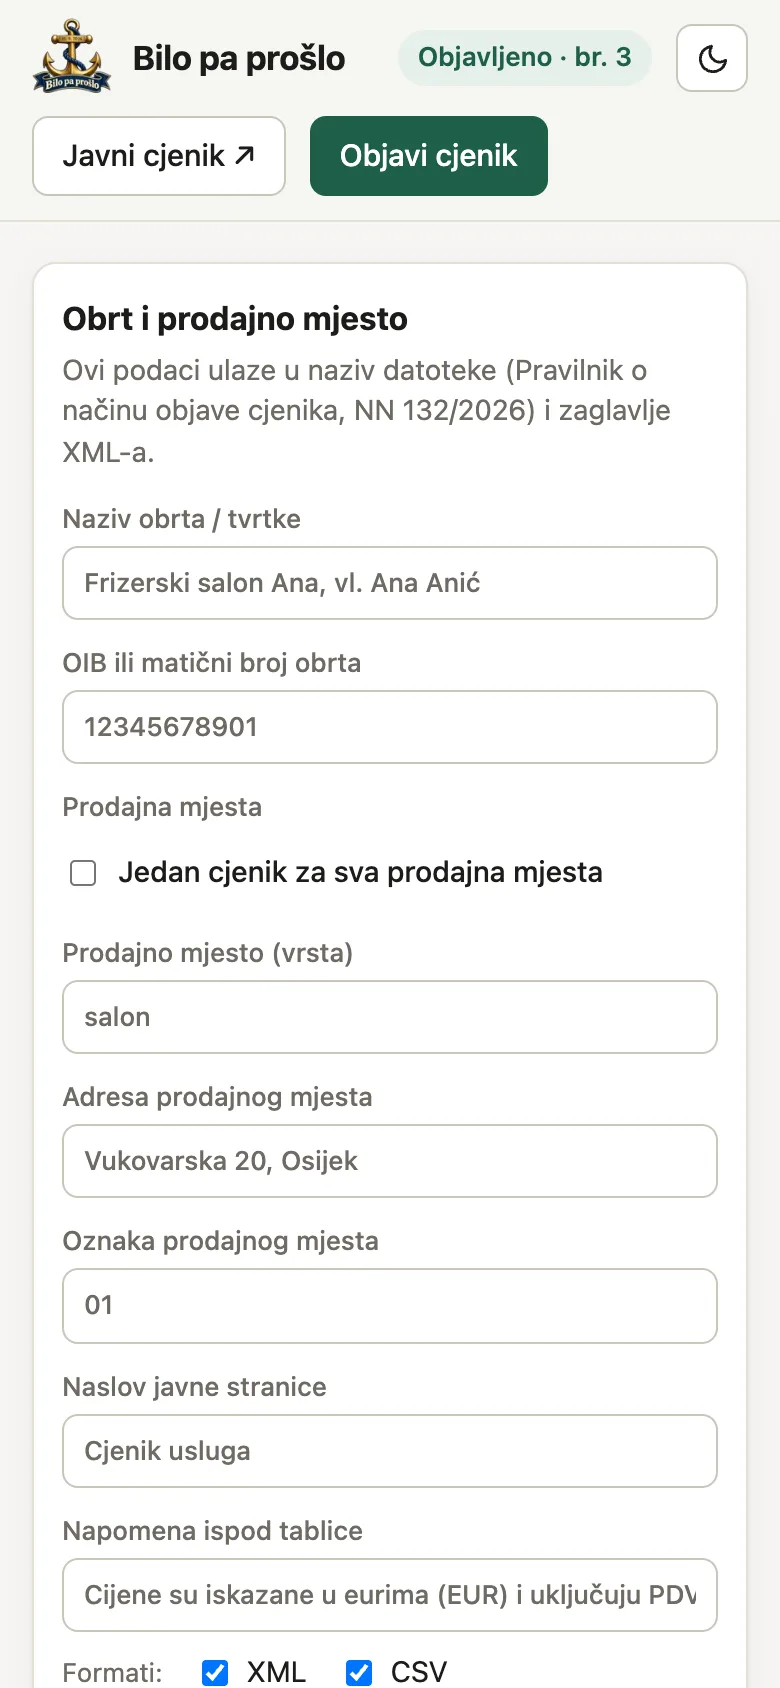 Bilo pa prošlo
Bilo pa prošlo
Objavljeno · br. 3
Javni cjenik ↗
Objavi cjenik
Obrt i prodajno mjesto
Ovi podaci ulaze u naziv datoteke (Pravilnik o
načinu objave cjenika, NN 132/2026) i zaglavlje
XML-a.
Naziv obrta / tvrtke
Frizerski salon Ana, vl. Ana Anić
OIB ili matični broj obrta
12345678901
Prodajna mjesta
Jedan cjenik za sva prodajna mjesta
Prodajno mjesto (vrsta)
salon
Adresa prodajnog mjesta
Vukovarska 20, Osijek
Oznaka prodajnog mjesta
01
Naslov javne stranice
Cjenik usluga
Napomena ispod tablice
Cijene su iskazane u eurima (EUR) i uključuju PDV
Formati: XML CSV